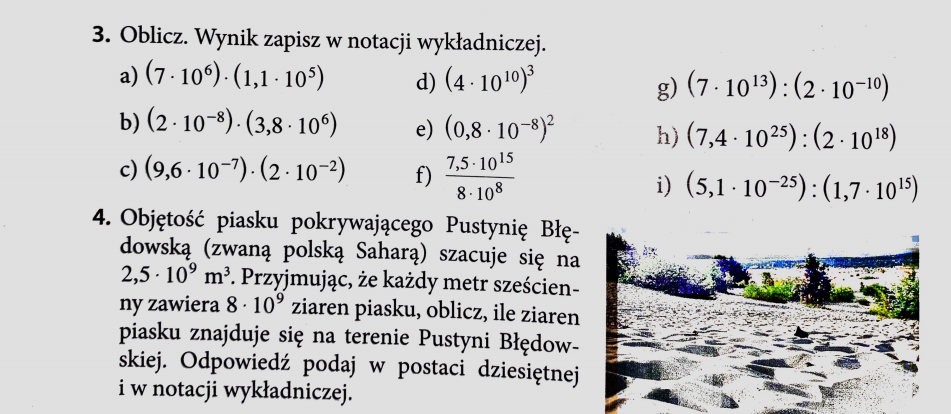 3. Oblicz. Wynik zapisz w notacji wykładniczej.
a) (7 · 10⁶) · (1,1 · 10⁵)
d) (4 · 10¹⁰)³
g) (7 · 10¹³) : (2 · 10⁻¹⁰)
b) (2 · 10⁻⁸) · (3,8 · 10⁶)
e) (0,8 · 10⁻⁸)²
h) (7,4 · 10²⁵) : (2 · 10¹⁸)
c) (9,6 · 10⁻⁷) · (2 · 10⁻²)
f) 7,5 · 10¹⁵
8 · 10⁸
i) (5,1 · 10⁻²⁵) : (1,7 · 10¹⁵)
4. Objętość piasku pokrywającego Pustynię Błę-
dowską (zwaną polską Saharą) szacuje się na
2,5 · 10⁹ m³. Przyjmując, że każdy metr sześcien-
ny zawiera 8 · 10⁹ ziaren piasku, oblicz, ile ziaren
piasku znajduje się na terenie Pustyni Błędow-
skiej. Odpowiedź podaj w postaci dziesiętnej
i w notacji wykładniczej.